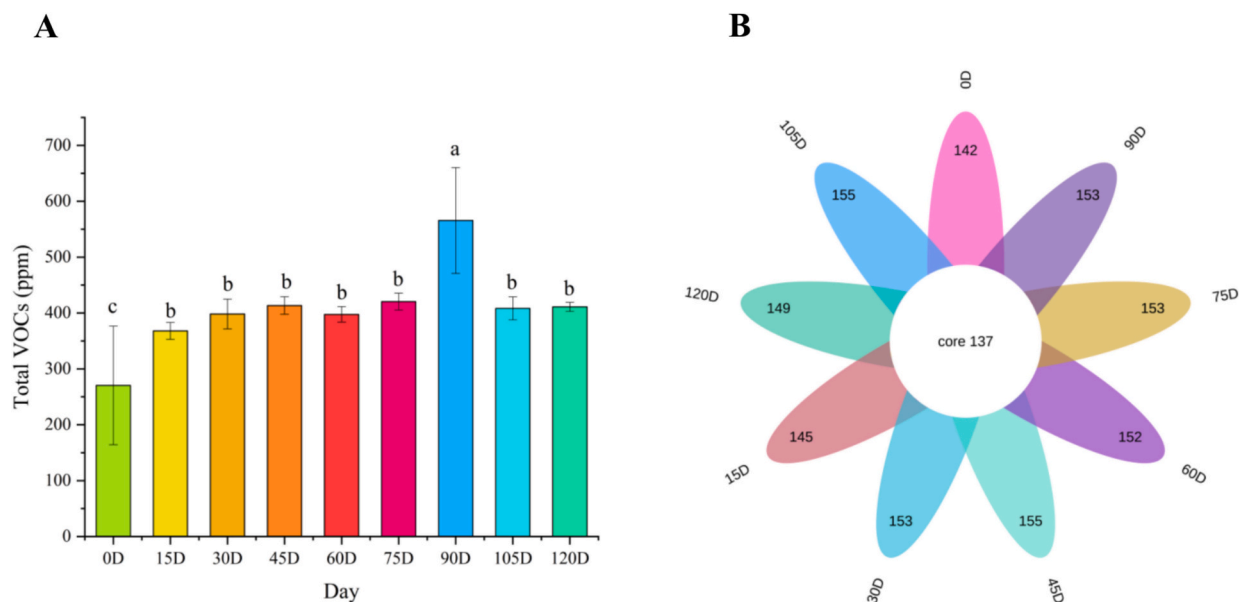 A
Total VOCs (ppm)
700
600
500
400
300
200
100
0
c
b
b
b
b
b
a
b
b
0D
15D
30D
45D
60D
75D
90D
105D
120D
Day
B
0D
142
90D
153
75D
153
60D
152
45D
155
30D
153
15D
145
120D
149
105D
155
core 137